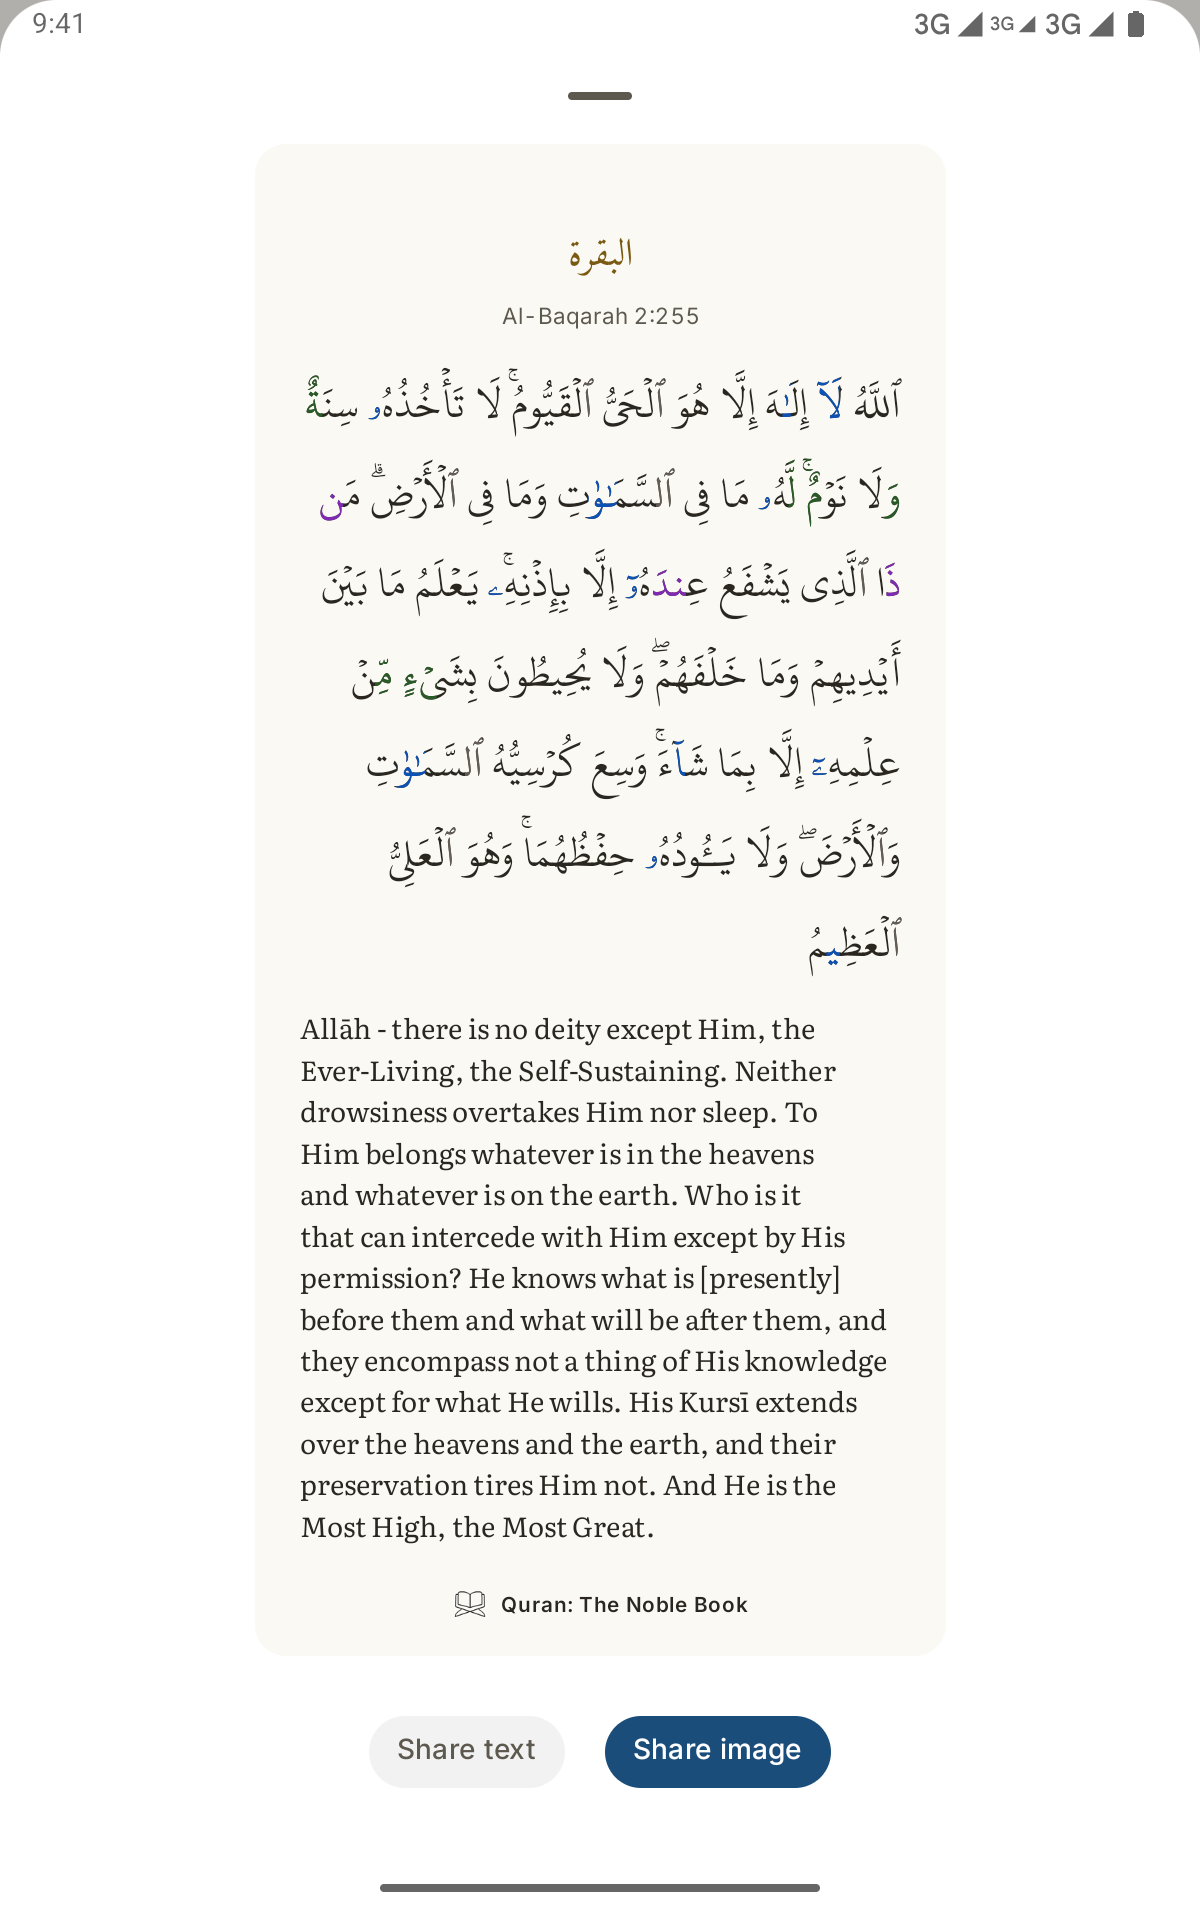 9:41
3G 3G 3G
البقرة
Al-Baqarah 2:255
ٱللَّهُ لَآ إِلَـٰهَ إِلَّا هُوَ ٱلْحَىُّ ٱلْقَيُّومُ ۚ لَا تَأْخُذُهُۥ سِنَةٌ
وَلَا نَوْمٌ ۚ لَّهُۥ مَا فِى ٱلسَّمَـٰوَٰتِ وَمَا فِى ٱلْأَرْضِ ۗ مَن
ذَا ٱلَّذِى يَشْفَعُ عِندَهُۥٓ إِلَّا بِإِذْنِهِۦ ۚ يَعْلَمُ مَا بَيْنَ
أَيْدِيهِمْ وَمَا خَلْفَهُمْ ۖ وَلَا يُحِيطُونَ بِشَىْءٍ مِّنْ
عِلْمِهِۦٓ إِلَّا بِمَا شَآءَ ۚ وَسِعَ كُرْسِيُّهُ ٱلسَّمَـٰوَٰتِ
وَٱلْأَرْضَ ۖ وَلَا يَـُٔودُهُۥ حِفْظُهُمَا ۚ وَهُوَ ٱلْعَلِىُّ
ٱلْعَظِيمُ
Allāh - there is no deity except Him, the
Ever-Living, the Self-Sustaining. Neither
drowsiness overtakes Him nor sleep. To
Him belongs whatever is in the heavens
and whatever is on the earth. Who is it
that can intercede with Him except by His
permission? He knows what is [presently]
before them and what will be after them, and
they encompass not a thing of His knowledge
except for what He wills. His Kursī extends
over the heavens and the earth, and their
preservation tires Him not. And He is the
Most High, the Most Great.
Quran: The Noble Book
Share text
Share image